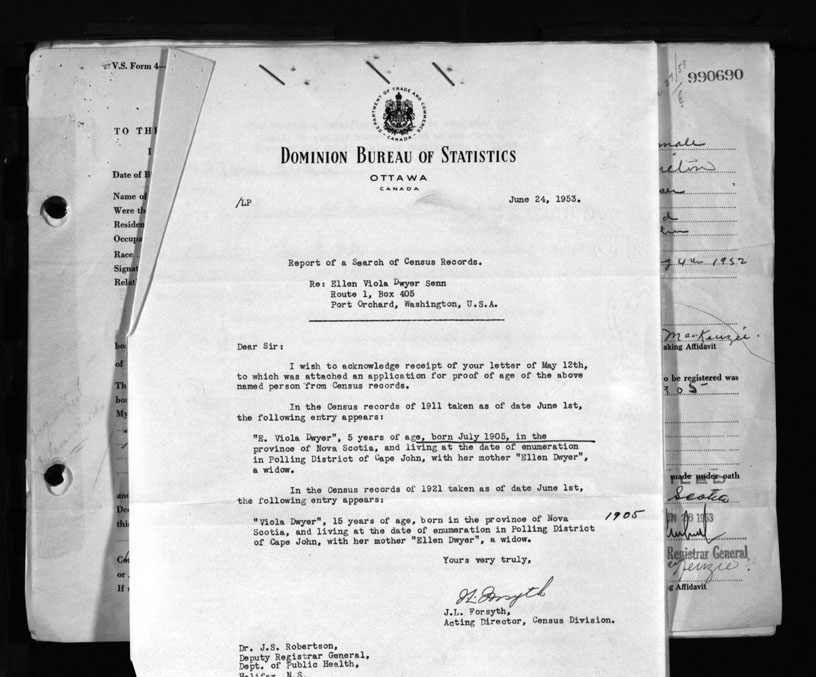 V.S. Form 4
990690
TO TH
Date of B
Name of
Were th
Residen
Occupa
Race
Signat
Relat
DEPARTMENT OF TRADE AND COMMERCE
CANADA
DOMINION BUREAU OF STATISTICS
OTTAWA
CANADA
/LP
June 24, 1953.
Report of a Search of Census Records.
Re: Ellen Viola Dwyer Senn
Route 1, Box 405
Port Orchard, Washington, U.S.A.
Dear Sir:
I wish to acknowledge receipt of your letter of May 12th,
to which was attached an application for proof of age of the above
named person from Census records.
In the Census records of 1911 taken as of date June 1st,
the following entry appears:
"E. Viola Dwyer", 5 years of age, born July 1905, in the
province of Nova Scotia, and living at the date of enumeration
in Polling District of Cape John, with her mother "Ellen Dwyer",
a widow.
In the Census records of 1921 taken as of date June 1st,
the following entry appears:
"Viola Dwyer", 15 years of age, born in the province of Nova
Scotia, and living at the date of enumeration in Polling District
of Cape John, with her mother "Ellen Dwyer", a widow.
1905
Yours very truly,
J.L. Forsyth
J.L. Forsyth,
Acting Director, Census Division.
Dr. J.S. Robertson,
Deputy Registrar General,
Dept. of Public Health,
Halifax, N.S.
1952
MacKenzie.
aking Affidavit
o be registered was
905
made under oath
Scotia
1953
Registrar General
Kenzie
g Affidavit